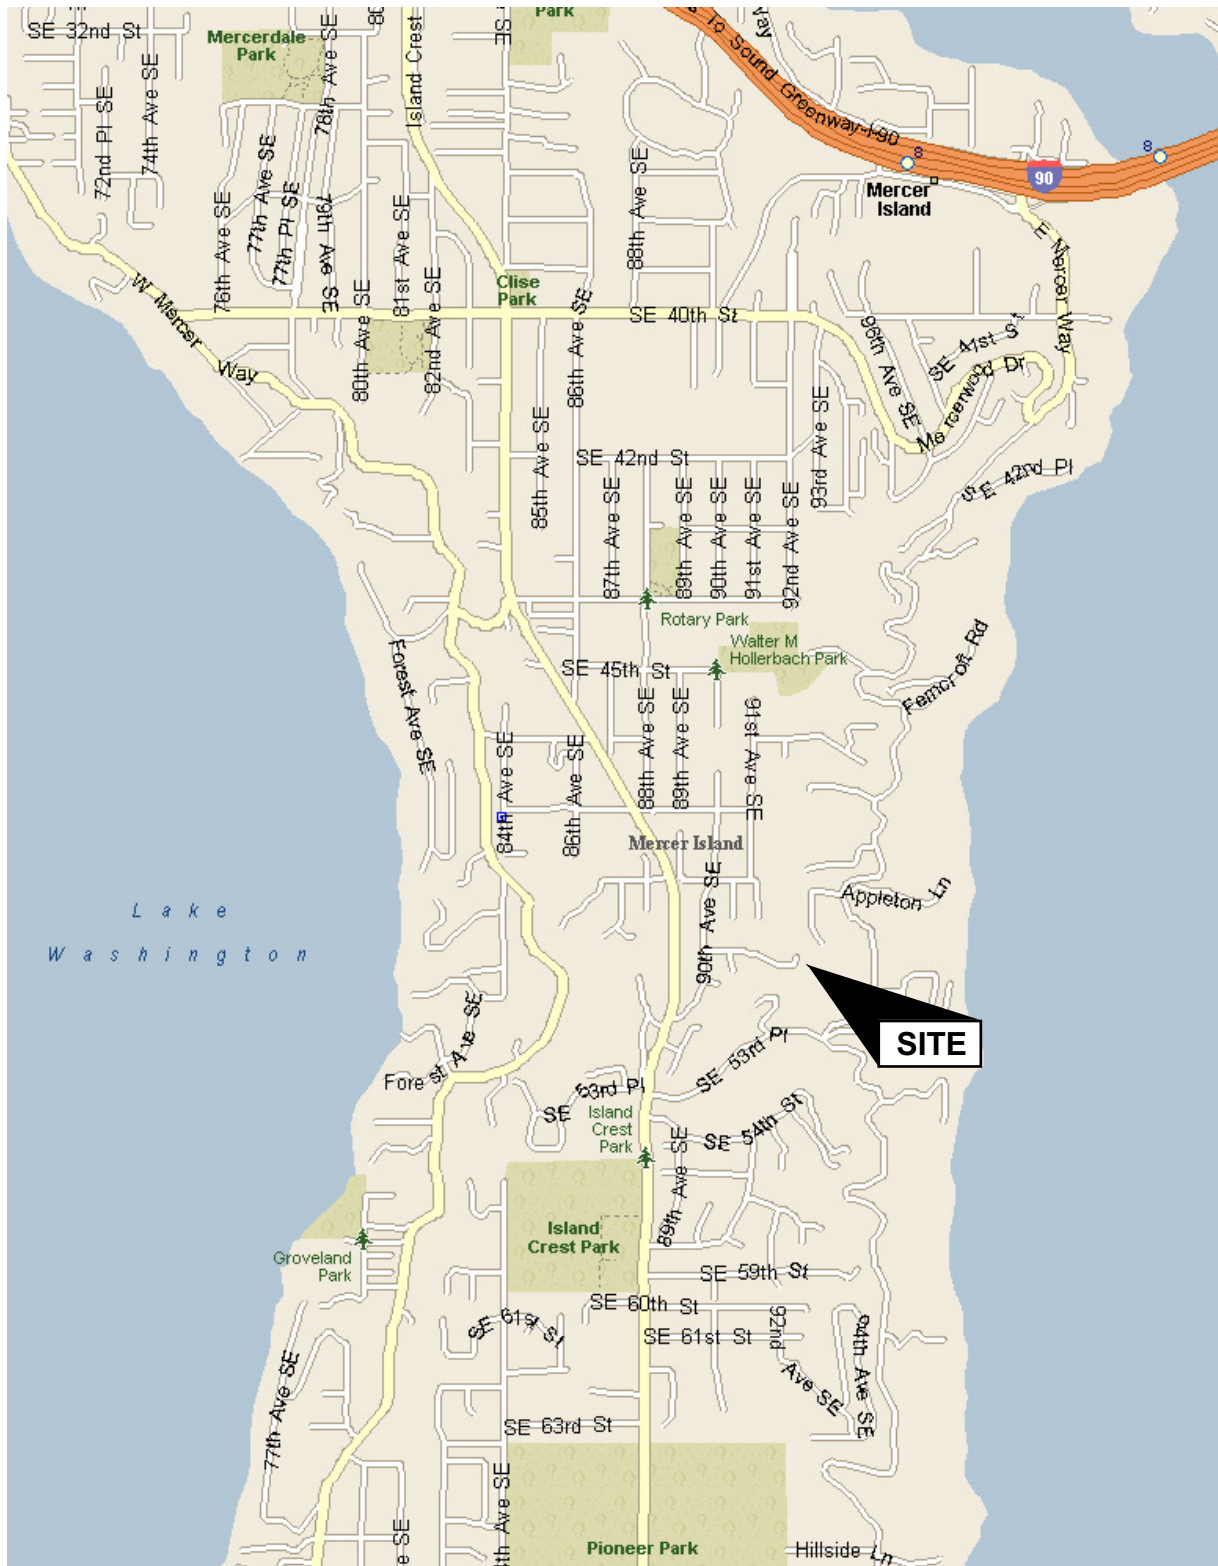 Park
SE 32nd St
Mercerdale
Park
78th Ave SE
Island Crest
SE
Way
To Sound Greenway-I-90
8
8
90
Mercer
Island
72nd Pl SE
74th Ave SE
76th Ave SE
77th Ave SE
77th Pl SE
79th Ave SE
80th Ave SE
81st Ave SE
82nd Ave SE
88th Ave SE
E Mercer Way
Clise
Park
W Mercer Way
SE 40th St
86th Ave SE
96th Ave SE
SE 41st St
Mercerwood Dr
85th Ave SE
93rd Ave SE
SE 42nd St
SE 42nd Pl
87th Ave SE
89th Ave SE
90th Ave SE
91st Ave SE
92nd Ave SE
Rotary Park
Walter M
Hollerbach Park
Ferncroft Rd
SE 45th St
Forest Ave SE
84th Ave SE
86th Ave SE
88th Ave SE
89th Ave SE
91st Ave SE
Mercer Island
Appleton Ln
90th Ave SE
Lake
Washington
SITE
Forest Ave SE
SE 53rd Pl
SE 53rd Pl
Island
Crest
Park
SE 54th St
89th Ave SE
Island
Crest Park
Groveland
Park
SE 59th St
SE 60th St
SE 61st St
SE 61st St
92nd Ave SE
94th Ave SE
77th Ave SE
SE 63rd St
Ave SE
e SE
Pioneer Park
Hillside Ln